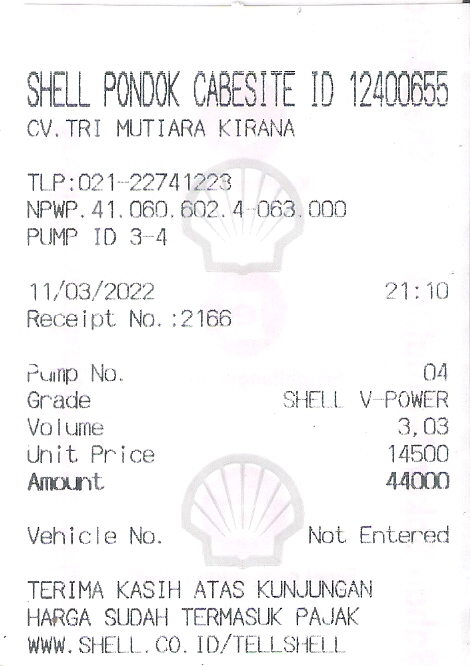 SHELL PONDOK CABESITE ID 12400655
CV.TRI MUTIARA KIRANA
TLP:021-22741223
NPWP.41.060.602.4-063.000
PUMP ID 3-4
11/03/2022 21:10
Receipt No.:2166
Pump No. 04
Grade SHELL V-POWER
Volume 3,03
Unit Price 14500
Amount 44000
Vehicle No. Not Entered
TERIMA KASIH ATAS KUNJUNGAN
HARGA SUDAH TERMASUK PAJAK
WWW.SHELL.CO.ID/TELLSHELL